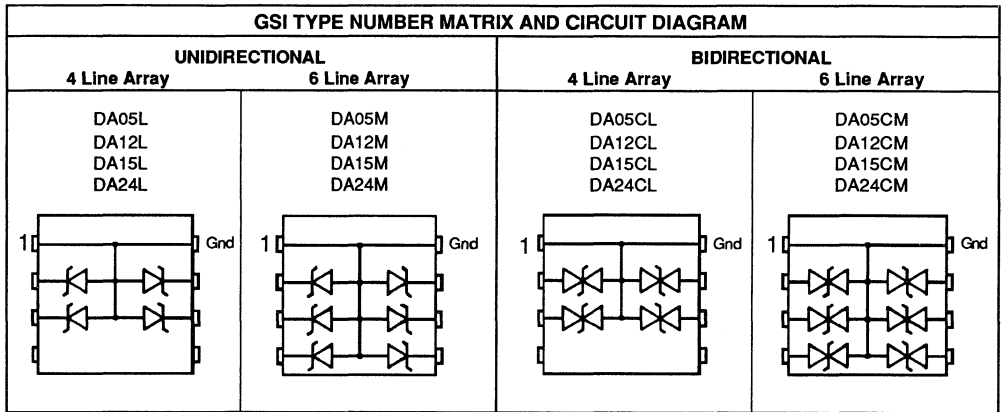 GSI TYPE NUMBER MATRIX AND CIRCUIT DIAGRAM
UNIDIRECTIONAL
4 Line Array
6 Line Array
BIDIRECTIONAL
4 Line Array
6 Line Array
DA05L
DA12L
DA15L
DA24L
DA05M
DA12M
DA15M
DA24M
DA05CL
DA12CL
DA15CL
DA24CL
DA05CM
DA12CM
DA15CM
DA24CM
1
Gnd
1
Gnd
1
Gnd
1
Gnd